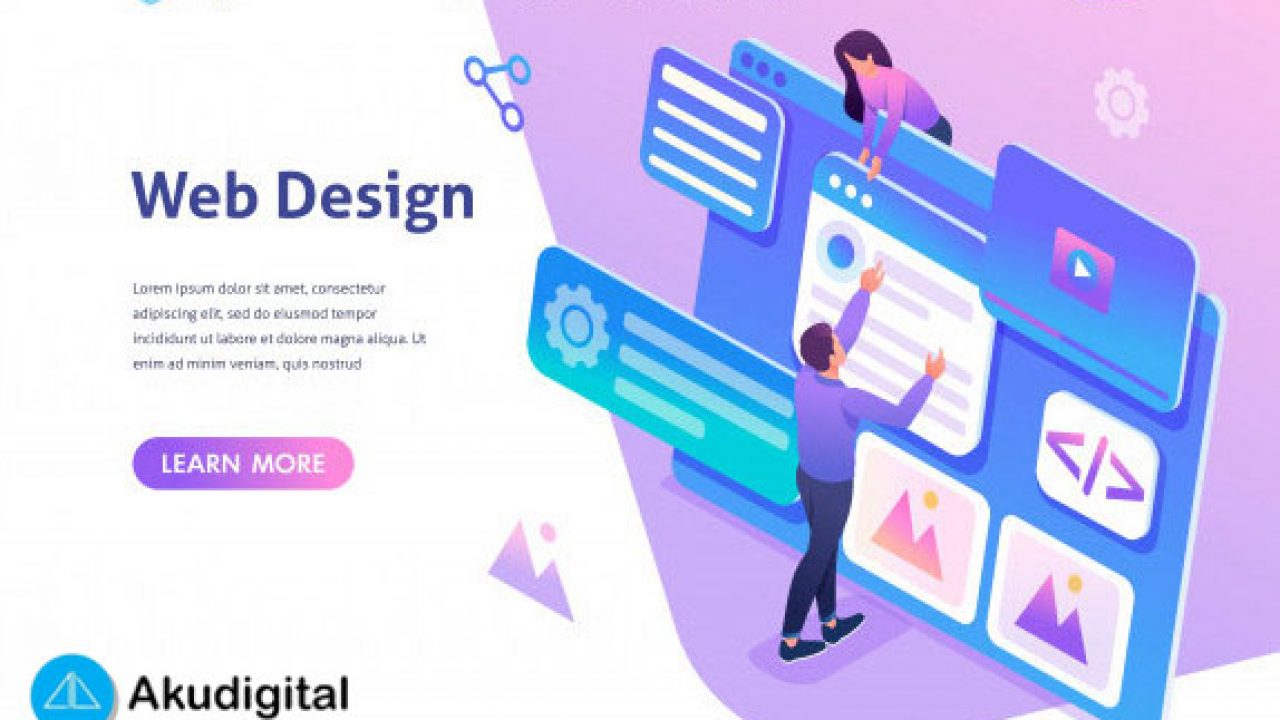 Web Design
Lorem ipsum dolor sit amet, consectetur
adipiscing elit, sed do eiusmod tempor
incididunt ut labore et dolore magna aliqua. Ut
enim ad minim veniam, quis nostrud
LEARN MORE
</>
Akudigital